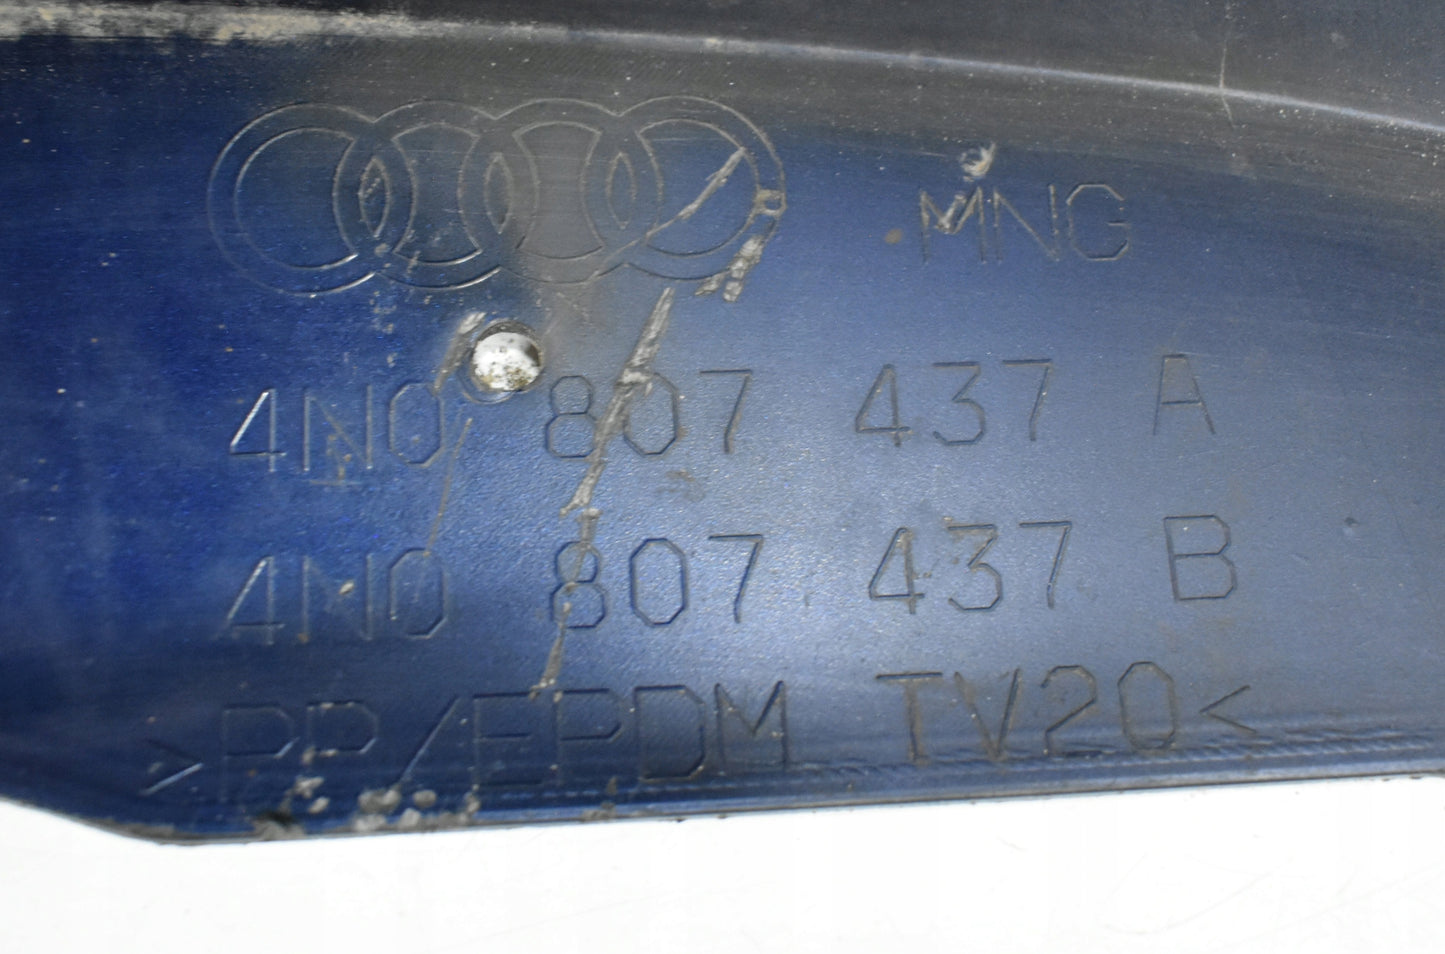 MNG
4N0 807 437 A
4N0 807 437 B
>PP/EPDM TV20<